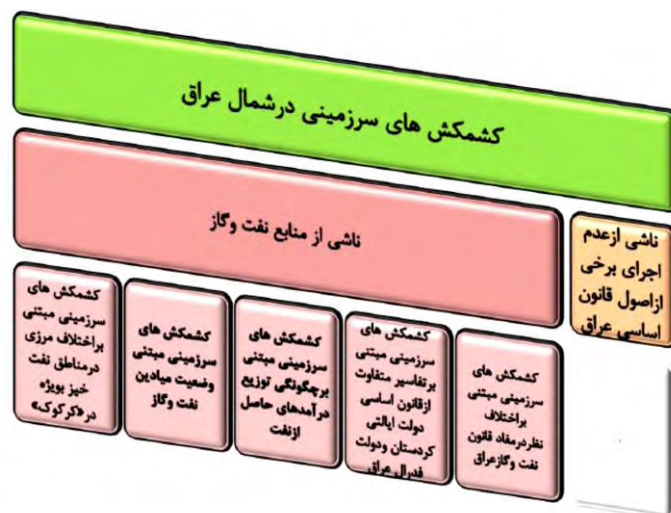 کشمکش های سرزمینی درشمال عراق
ناشی ازعدم
اجرای برخی
ازاصول قانون
اساسی عراق
ناشی از منابع نفت وگاز
کشمکش های
سرزمینی مبتنی
براختلاف
نظردرمفاد قانون
نفت وگازعراق
کشمکش های
سرزمینی مبتنی
برتفاسیر متفاوت
ازقانون اساسی
دولت ایالتی
کردستان ودولت
فدرال عراق
کشمکش های
سرزمینی مبتنی
برچگونگی توزیع
درآمدهای حاصل
ازنفت
کشمکش های
سرزمینی مبتنی
وضعیت میادین
نفت وگاز
کشمکش های
سرزمینی مبتنی
براختلاف مرزی
درمناطق نفت
خیز بویژه
در«کرکوک»